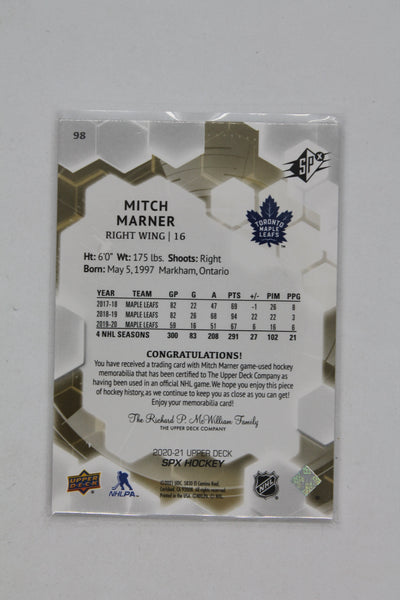 98
SPx
MITCH
MARNER
RIGHT WING | 16
TORONTO
MAPLE
LEAFS
Ht: 6'0" Wt: 175 lbs. Shoots: Right
Born: May 5, 1997 Markham, Ontario
YEAR TEAM GP G A PTS +/- PIM PPG
2017-18 MAPLE LEAFS 82 22 47 69 -1 26 8
2018-19 MAPLE LEAFS 82 26 68 94 22 22 3
2019-20 MAPLE LEAFS 59 16 51 67 6 16 6
4 NHL SEASONS 300 83 208 291 27 102 21
CONGRATULATIONS!
You have received a trading card with Mitch Marner game-used hockey
memorabilia that has been certified to The Upper Deck Company as
having been used in an official NHL game. We hope you enjoy this piece
of hockey history, as we continue to keep you as close as you can get!
Enjoy your memorabilia card!
The Richard P. McWilliam Family
THE UPPER DECK COMPANY
2020-21 UPPER DECK
SPX HOCKEY
UPPER
DECK
NHLPA
NHL
Printed in the USA.